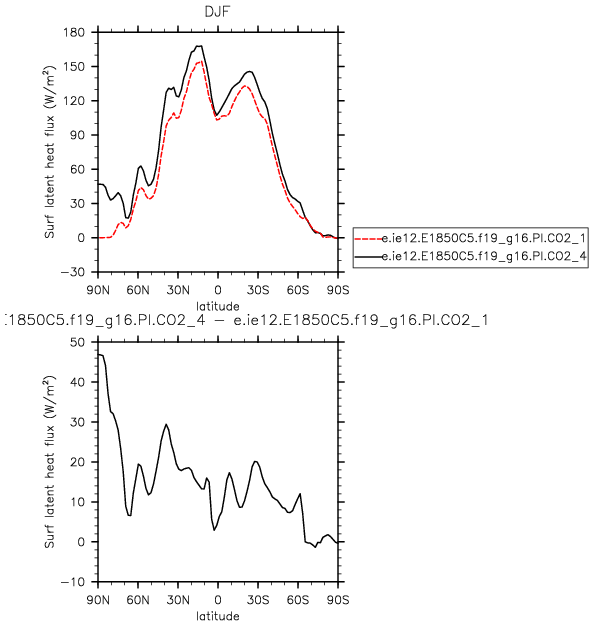 DJF
180
150
120
90
60
30
0
−30
Surf latent heat flux (W/m²)
90N 60N 30N 0 30S 60S 90S
latitude
e.ie12.E1850C5.f19_g16.PI.CO2_1
e.ie12.E1850C5.f19_g16.PI.CO2_4
:1850C5.f19_g16.PI.CO2_4 − e.ie12.E1850C5.f19_g16.PI.CO2_1
50
40
30
20
10
0
−10
Surf latent heat flux (W/m²)
90N 60N 30N 0 30S 60S 90S
latitude